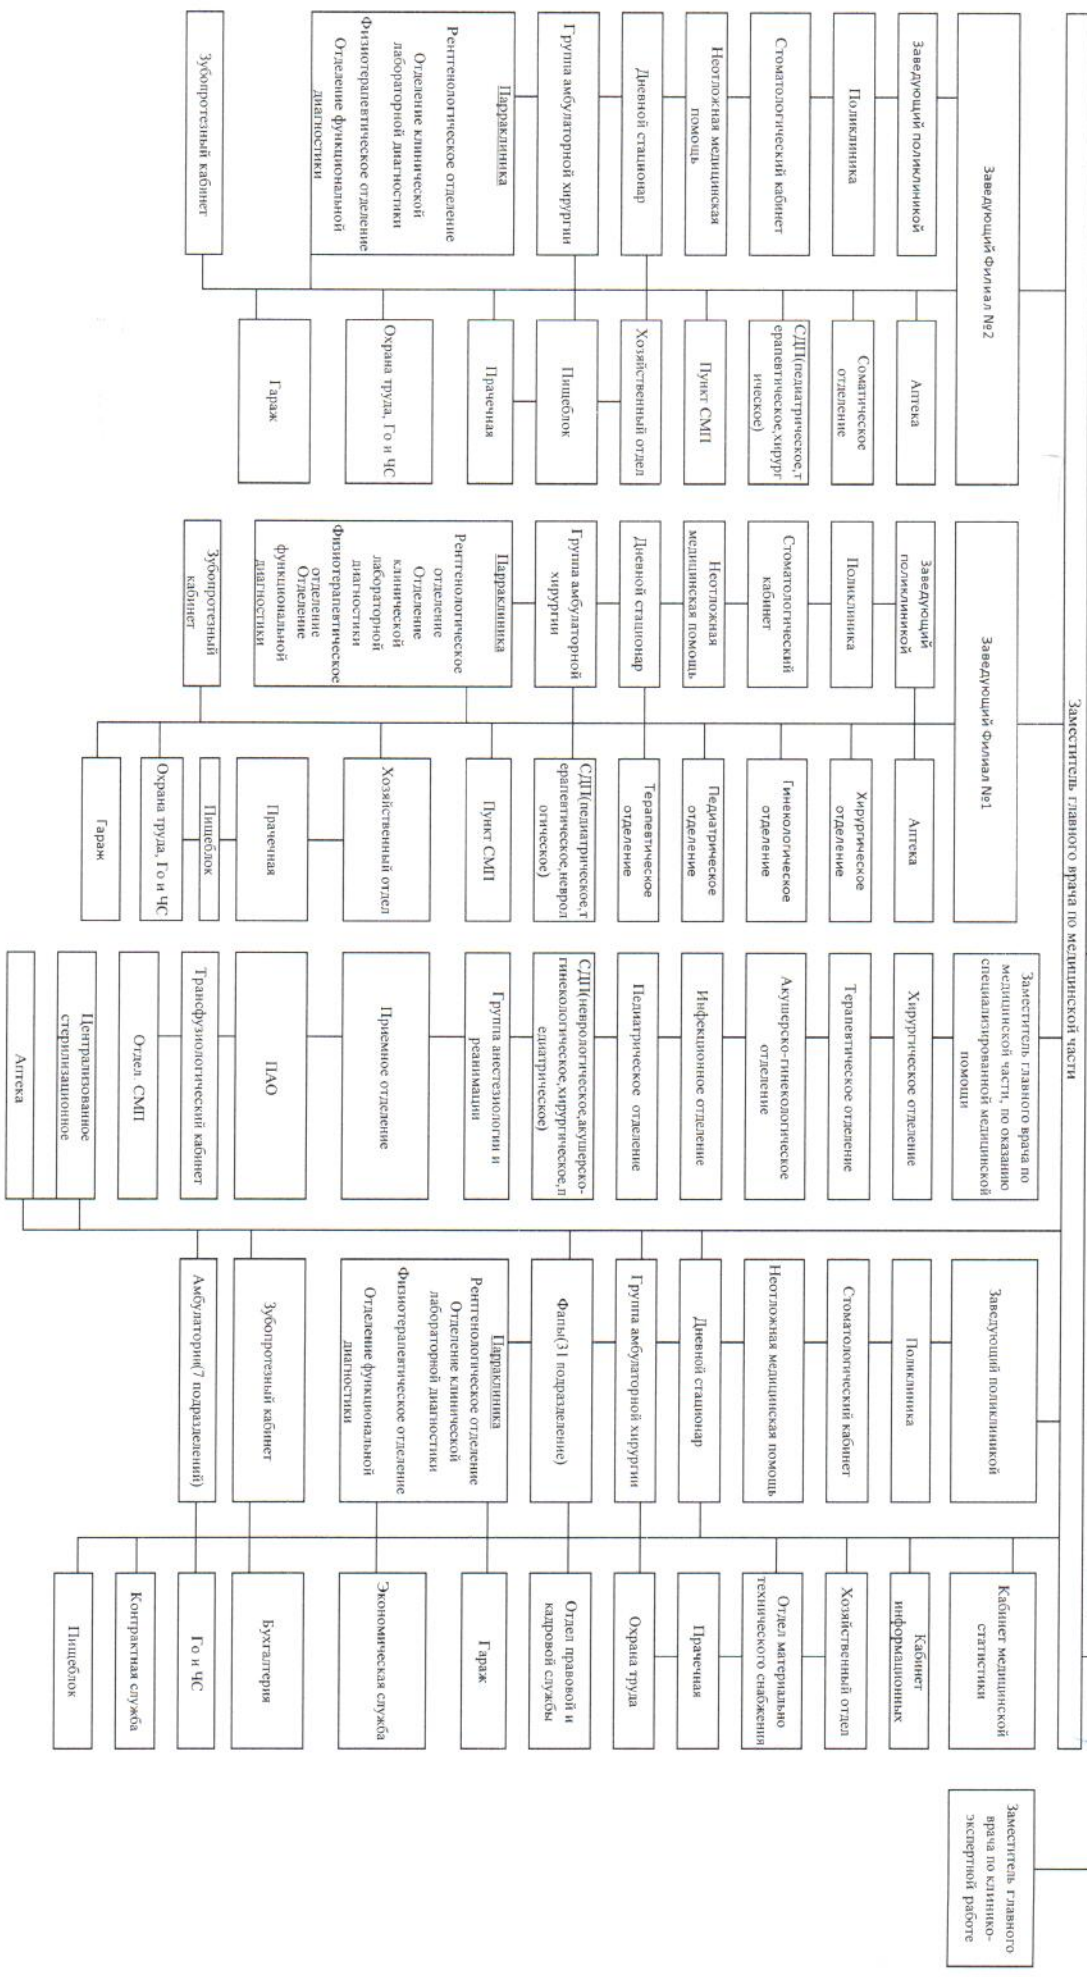 Заместитель главного врача по медицинской части
Заведующий Филиал №2
Заведующий поликлиникой
Поликлиника
Стоматологический кабинет
Неотложная медицинская
помощь
Дневной стационар
Группа амбулаторной хирургии
Парраклиника
Рентгенологическое отделение
Отделение клинической
лабораторной диагностики
Физиотерапевтическое отделение
Отделение функциональной
диагностики
Зубопротезный кабинет
Аптека
Соматическое
отделение
СДП(педиатрическое,т
ерапевтическое,хирург
ическое)
Пункт СМП
Хозяйственный отдел
Пищеблок
Прачечная
Охрана труда, Го и ЧС
Гараж
Заведующий Филиал №1
Заведующий
поликлиникой
Поликлиника
Стоматологический
кабинет
Неотложная
медицинская помощь
Дневной стационар
Группа амбулаторной
хирургии
Парраклиника
Рентгенологическое
отделение
Отделение
клинической
лабораторной
диагностики
Физиотерапевтическое
отделение
Отделение
функциональной
диагностики
Зубопротезный
кабинет
Аптека
Хирургическое
отделение
Гинекологическое
отделение
Педиатрическое
отделение
Терапевтическое
отделение
СДП(педиатрическое,т
ерапевтическое,неврол
огическое)
Пункт СМП
Хозяйственный отдел
Прачечная
Пищеблок
Охрана труда, Го и ЧС
Гараж
Заместитель главного врача по
медицинской части, по оказанию
специализированной медицинской
помощи
Хирургическое отделение
Терапевтическое отделение
Акушерско-гинекологическое
отделение
Инфекционное отделение
Педиатрическое отделение
СДП(неврологическое,акушерско-
гинекологическое,хирургическое,п
едиатрическое)
Группа анестезиологии и
реанимации
Приемное отделение
ПАО
Трансфузиологический кабинет
Отдел СМП
Централизованное
стерилизационное
Аптека
Заведующий поликлиникой
Поликлиника
Стоматологический кабинет
Неотложная медицинская помощь
Дневной стационар
Группа амбулаторной хирургии
Фапы(31 подразделение)
Парраклиника
Рентгенологическое отделение
Отделение клинической
лабораторной диагностики
Физиотерапевтическое отделение
Отделение функциональной
диагностики
Зубопротезный кабинет
Амбулатории(7 подразделений)
Кабинет медицинской
статистики
Кабинет
информационных
Хозяйственный отдел
Отдел материально
технического снабжения
Прачечная
Охрана труда
Отдел правовой и
кадровой службы
Гараж
Экономическая служба
Бухгалтерия
Го и ЧС
Контрактная служба
Пищеблок
Заместитель главного
врача по клинико-
экспертной работе